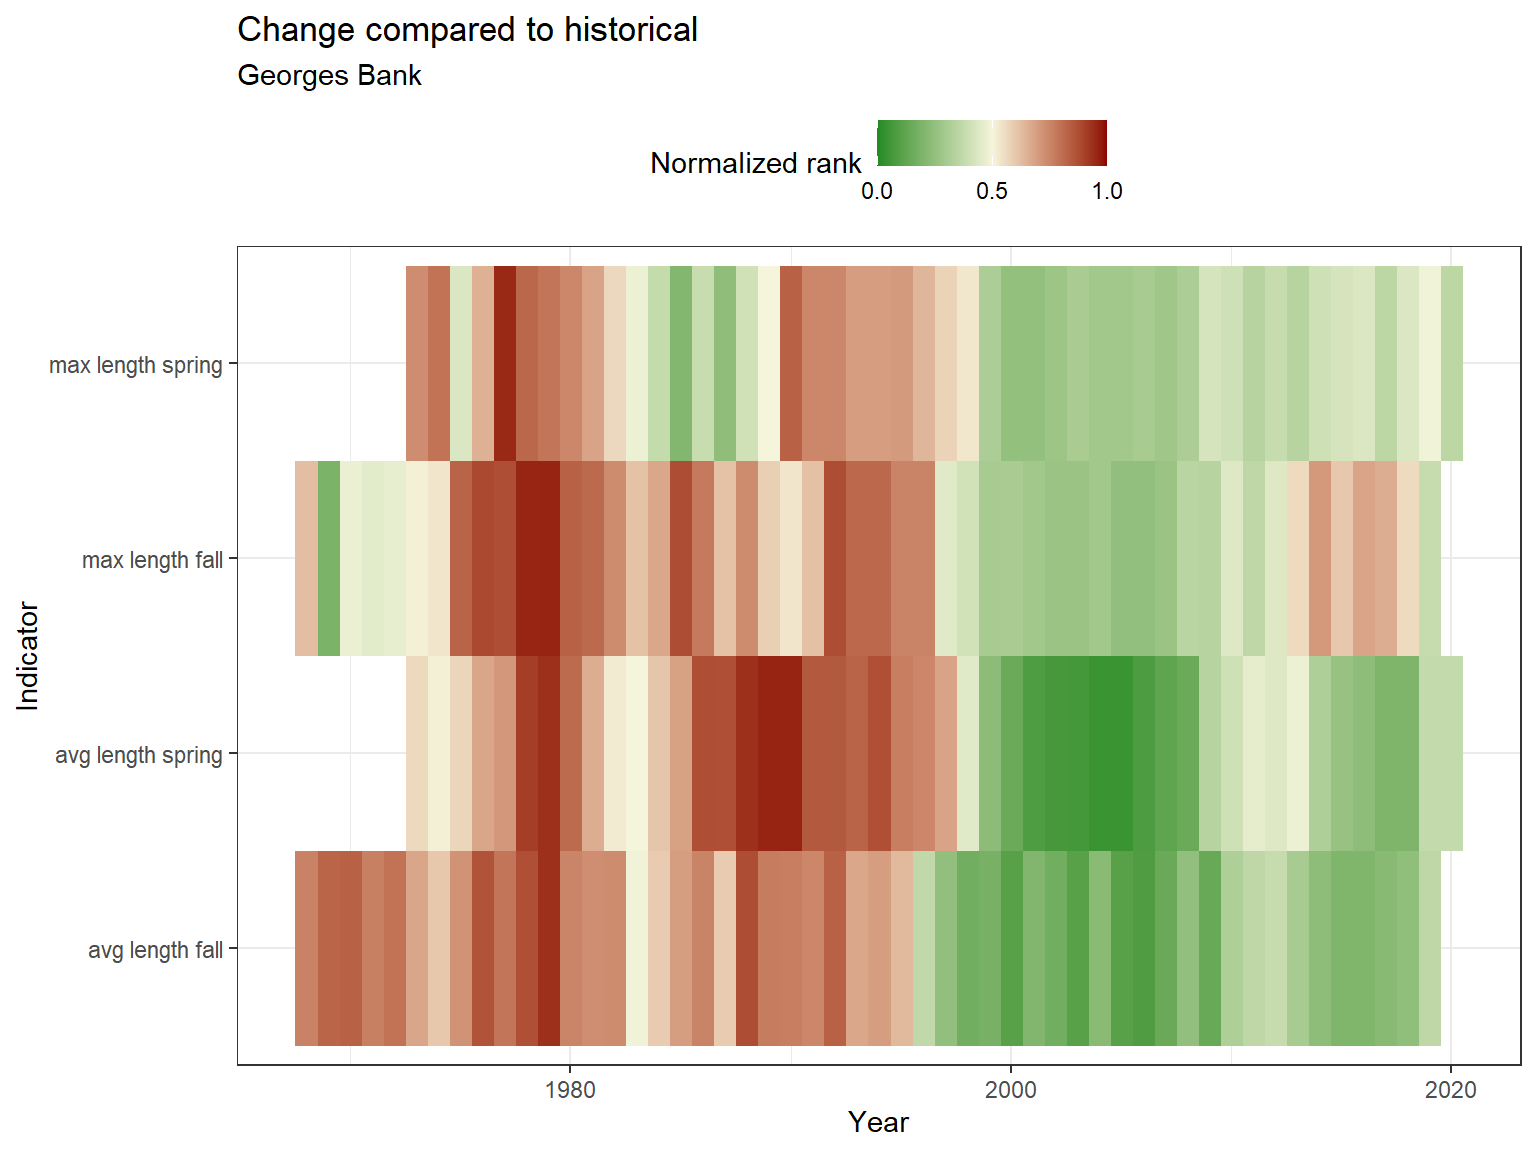 Change compared to historical
Georges Bank
Normalized rank
0.0 0.5 1.0
max length spring
max length fall
avg length spring
avg length fall
Indicator
1980 2000 2020
Year